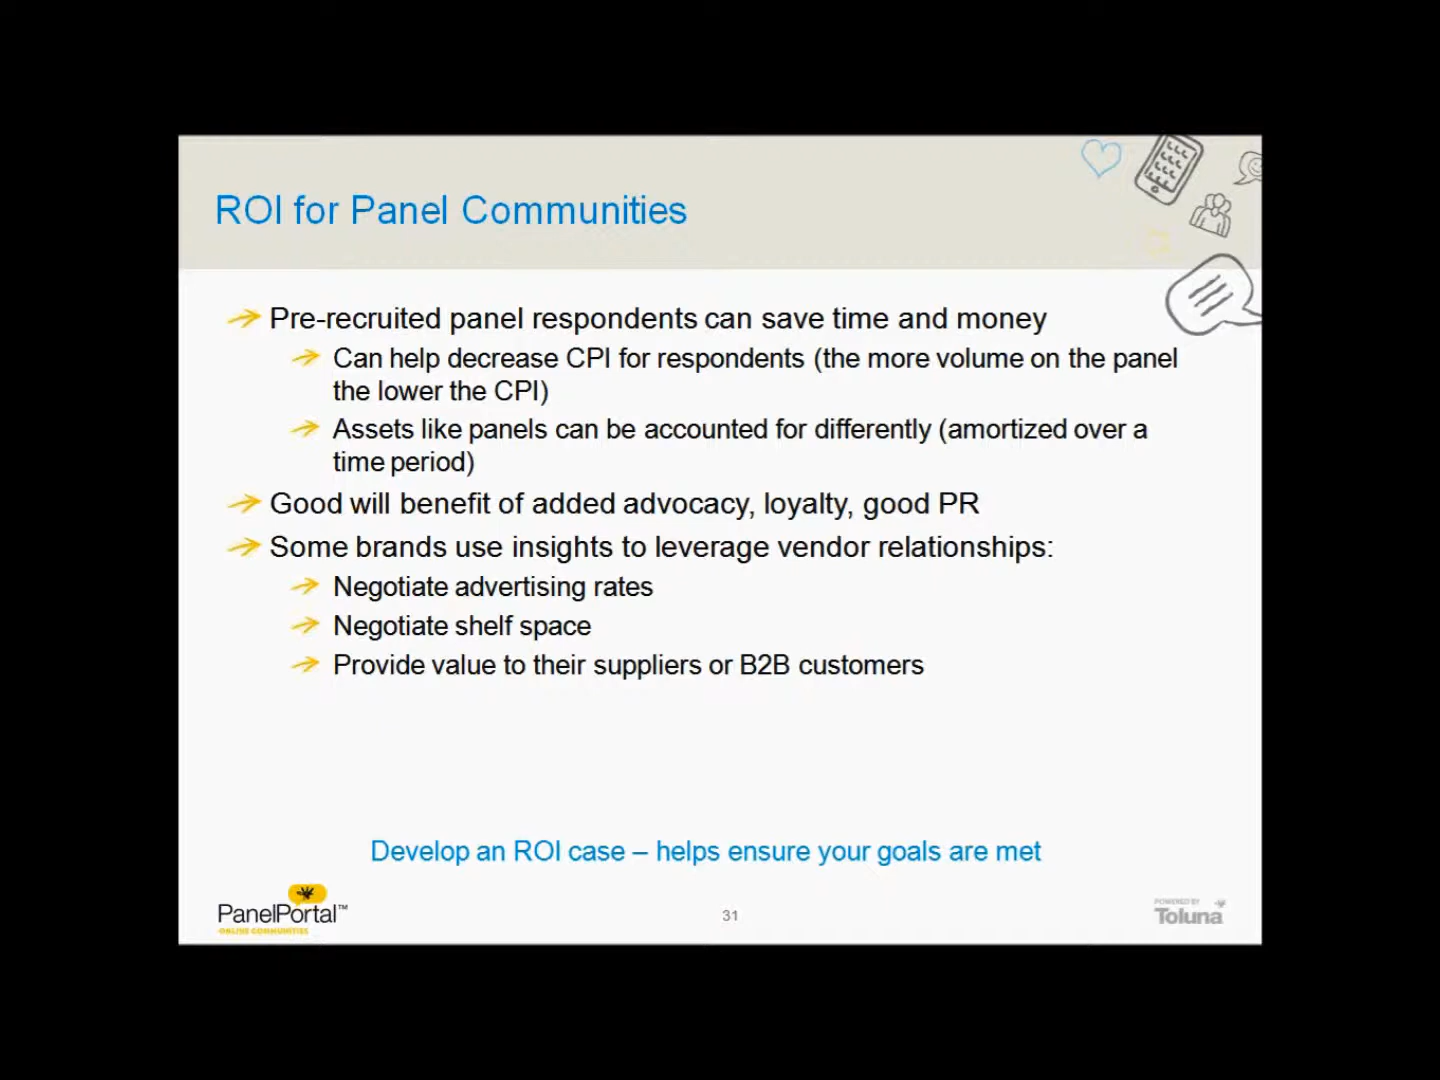 ROI for Panel Communities
Pre-recruited panel respondents can save time and money
Can help decrease CPI for respondents (the more volume on the panel
the lower the CPI)
Assets like panels can be accounted for differently (amortized over a
time period)
Good will benefit of added advocacy, loyalty, good PR
Some brands use insights to leverage vendor relationships:
Negotiate advertising rates
Negotiate shelf space
Provide value to their suppliers or B2B customers
Develop an ROI case – helps ensure your goals are met
PanelPortal™
ONLINE COMMUNITIES
31
POWERED BY
Toluna